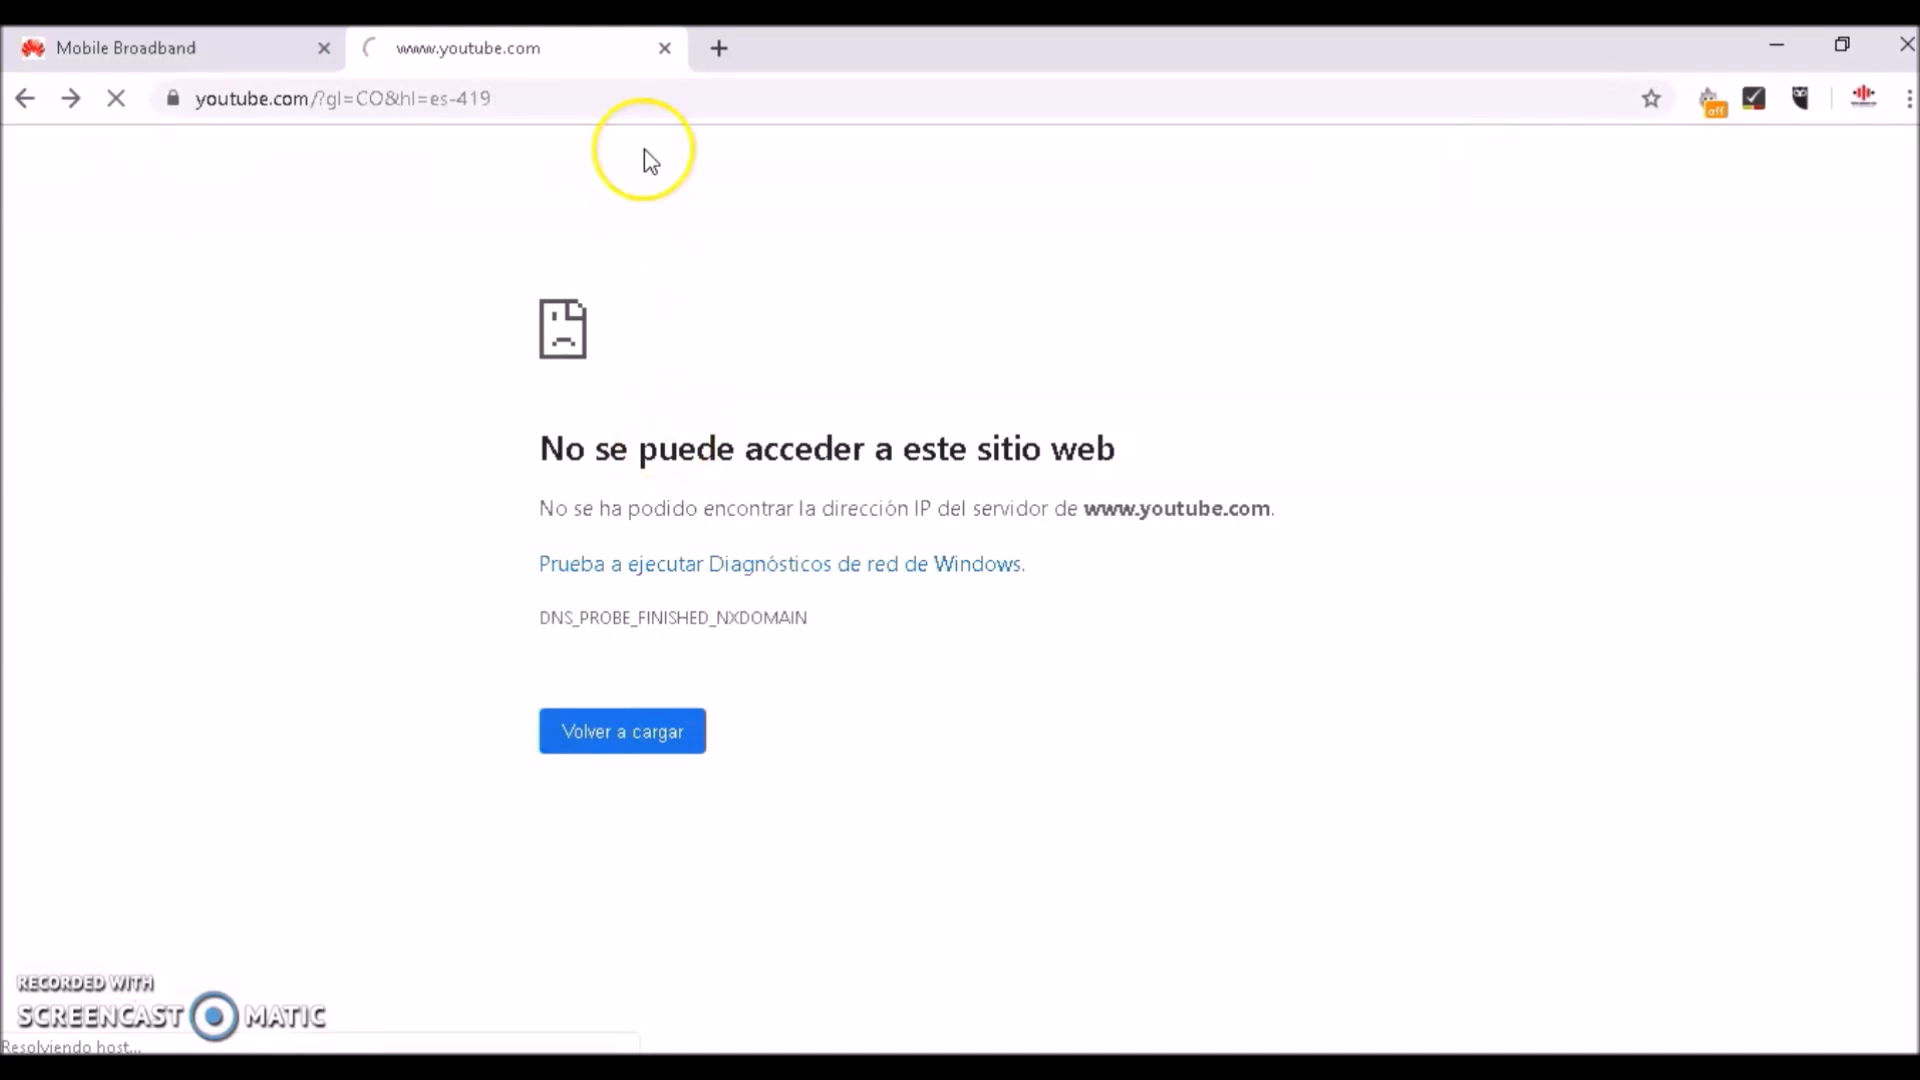 Mobile Broadband
www.youtube.com
youtube.com/?gl=CO&hl=es-419
off
No se puede acceder a este sitio web
No se ha podido encontrar la dirección IP del servidor de www.youtube.com.
Prueba a ejecutar Diagnósticos de red de Windows.
DNS_PROBE_FINISHED_NXDOMAIN
Volver a cargar
RECORDED WITH
SCREENCAST MATIC
Resolviendo host...